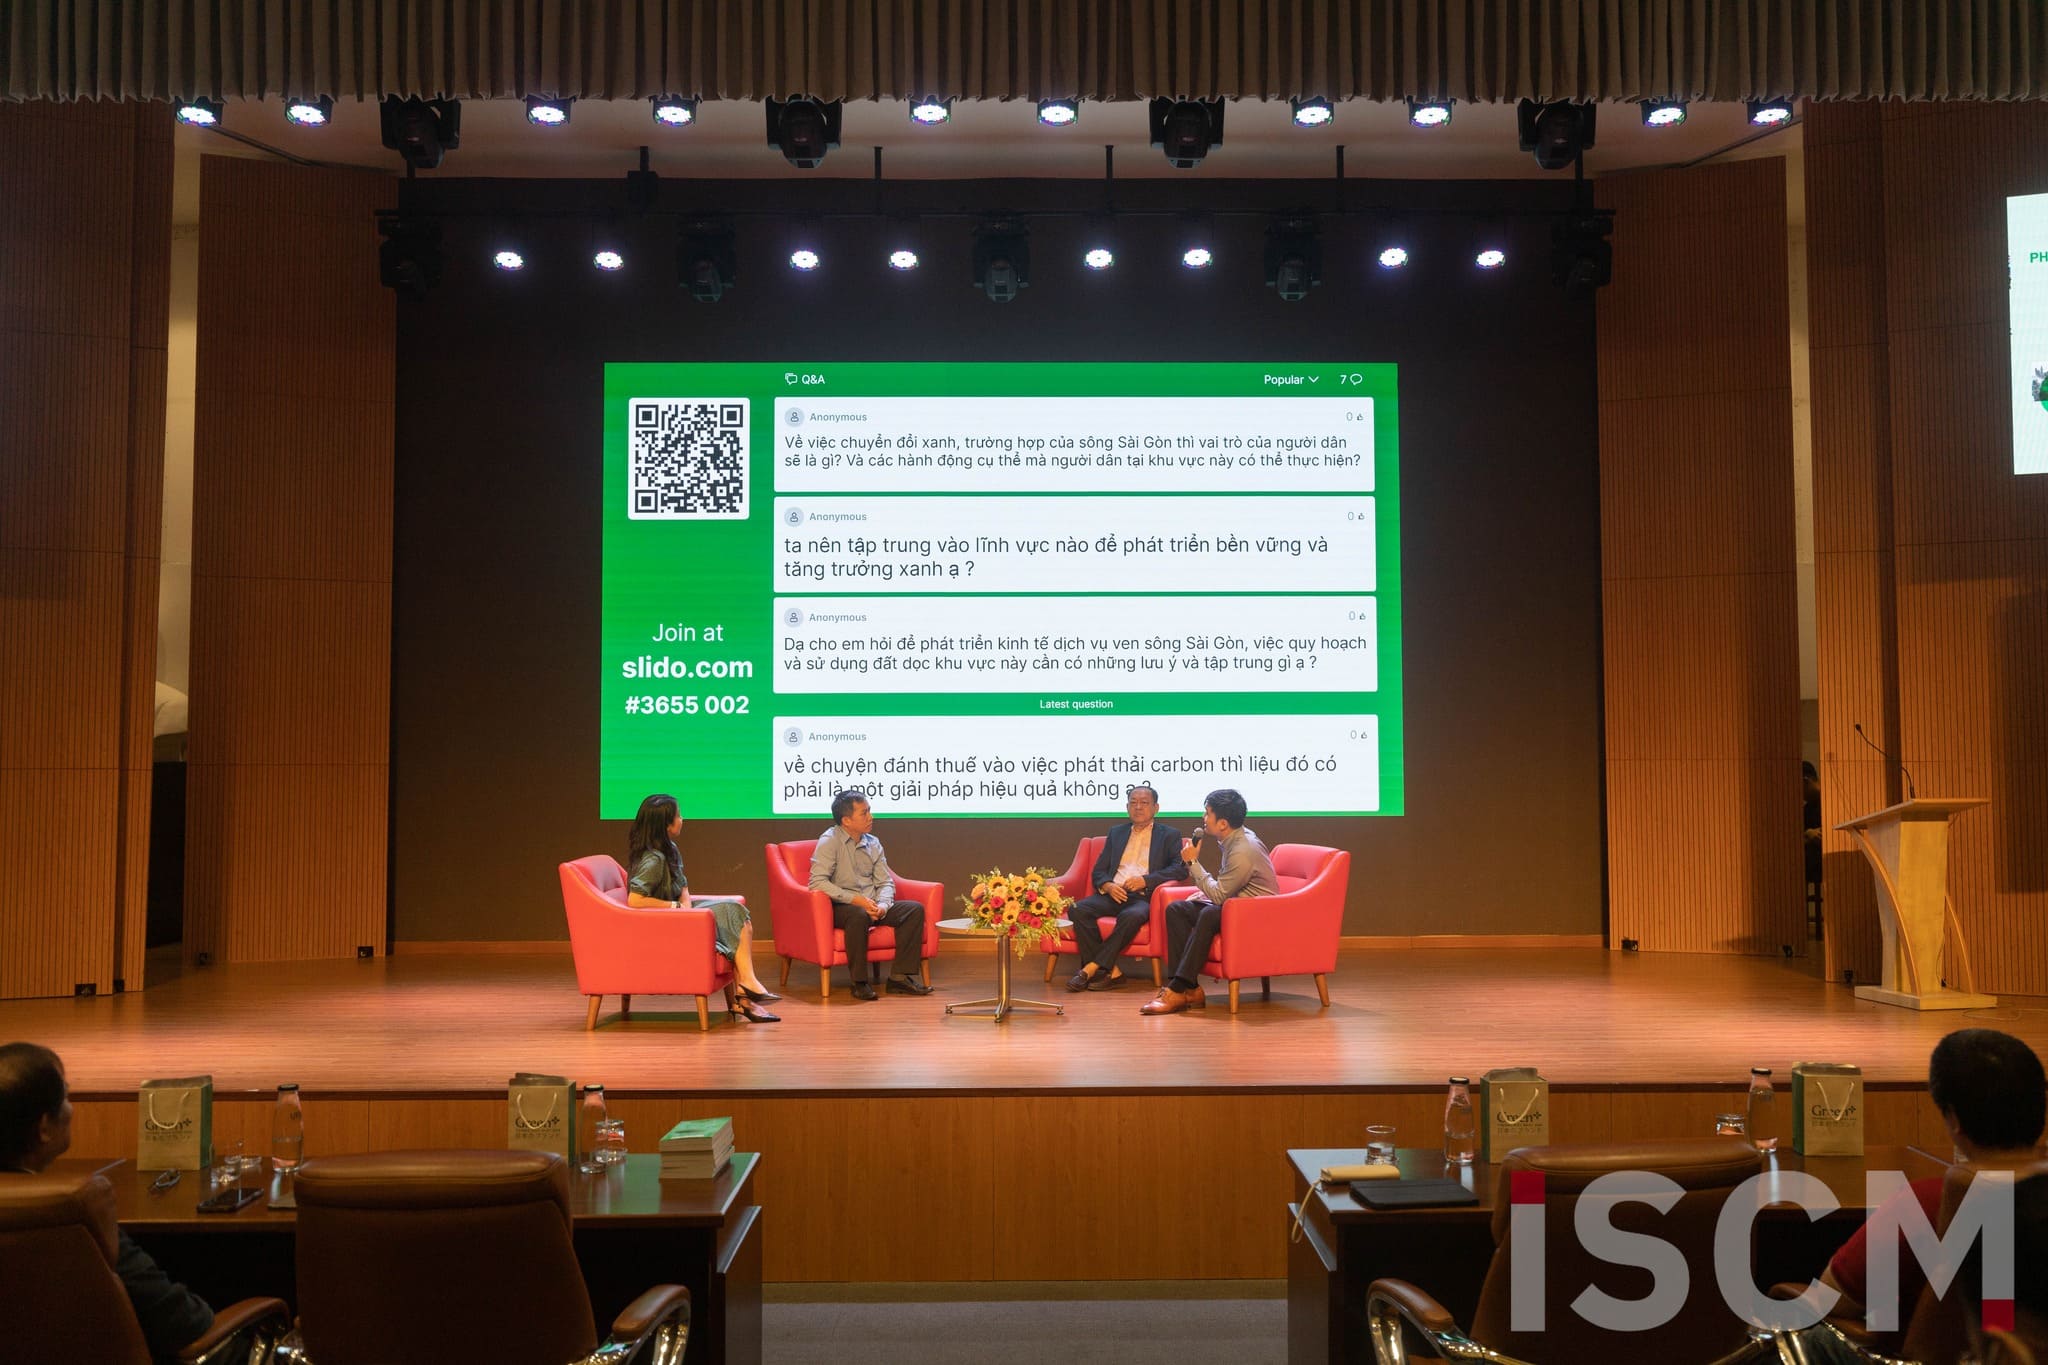 Q&A
Popular
7
Anonymous
0
Về việc chuyển đổi xanh, trường hợp của sông Sài Gòn thì vai trò của người dân
sẽ là gì? Và các hành động cụ thể mà người dân tại khu vực này có thể thực hiện?
Anonymous
0
ta nên tập trung vào lĩnh vực nào để phát triển bền vững và
tăng trưởng xanh ạ ?
Anonymous
0
Dạ cho em hỏi để phát triển kinh tế dịch vụ ven sông Sài Gòn, việc quy hoạch
và sử dụng đất dọc khu vực này cần có những lưu ý và tập trung gì ạ ?
Latest question
Anonymous
0
về chuyện đánh thuế vào việc phát thải carbon thì liệu đó có
phải là một giải pháp hiệu quả không ạ ?
Join at
slido.com
#3655 002
PH
Green+
Green+
Green+
Green+
iSCM